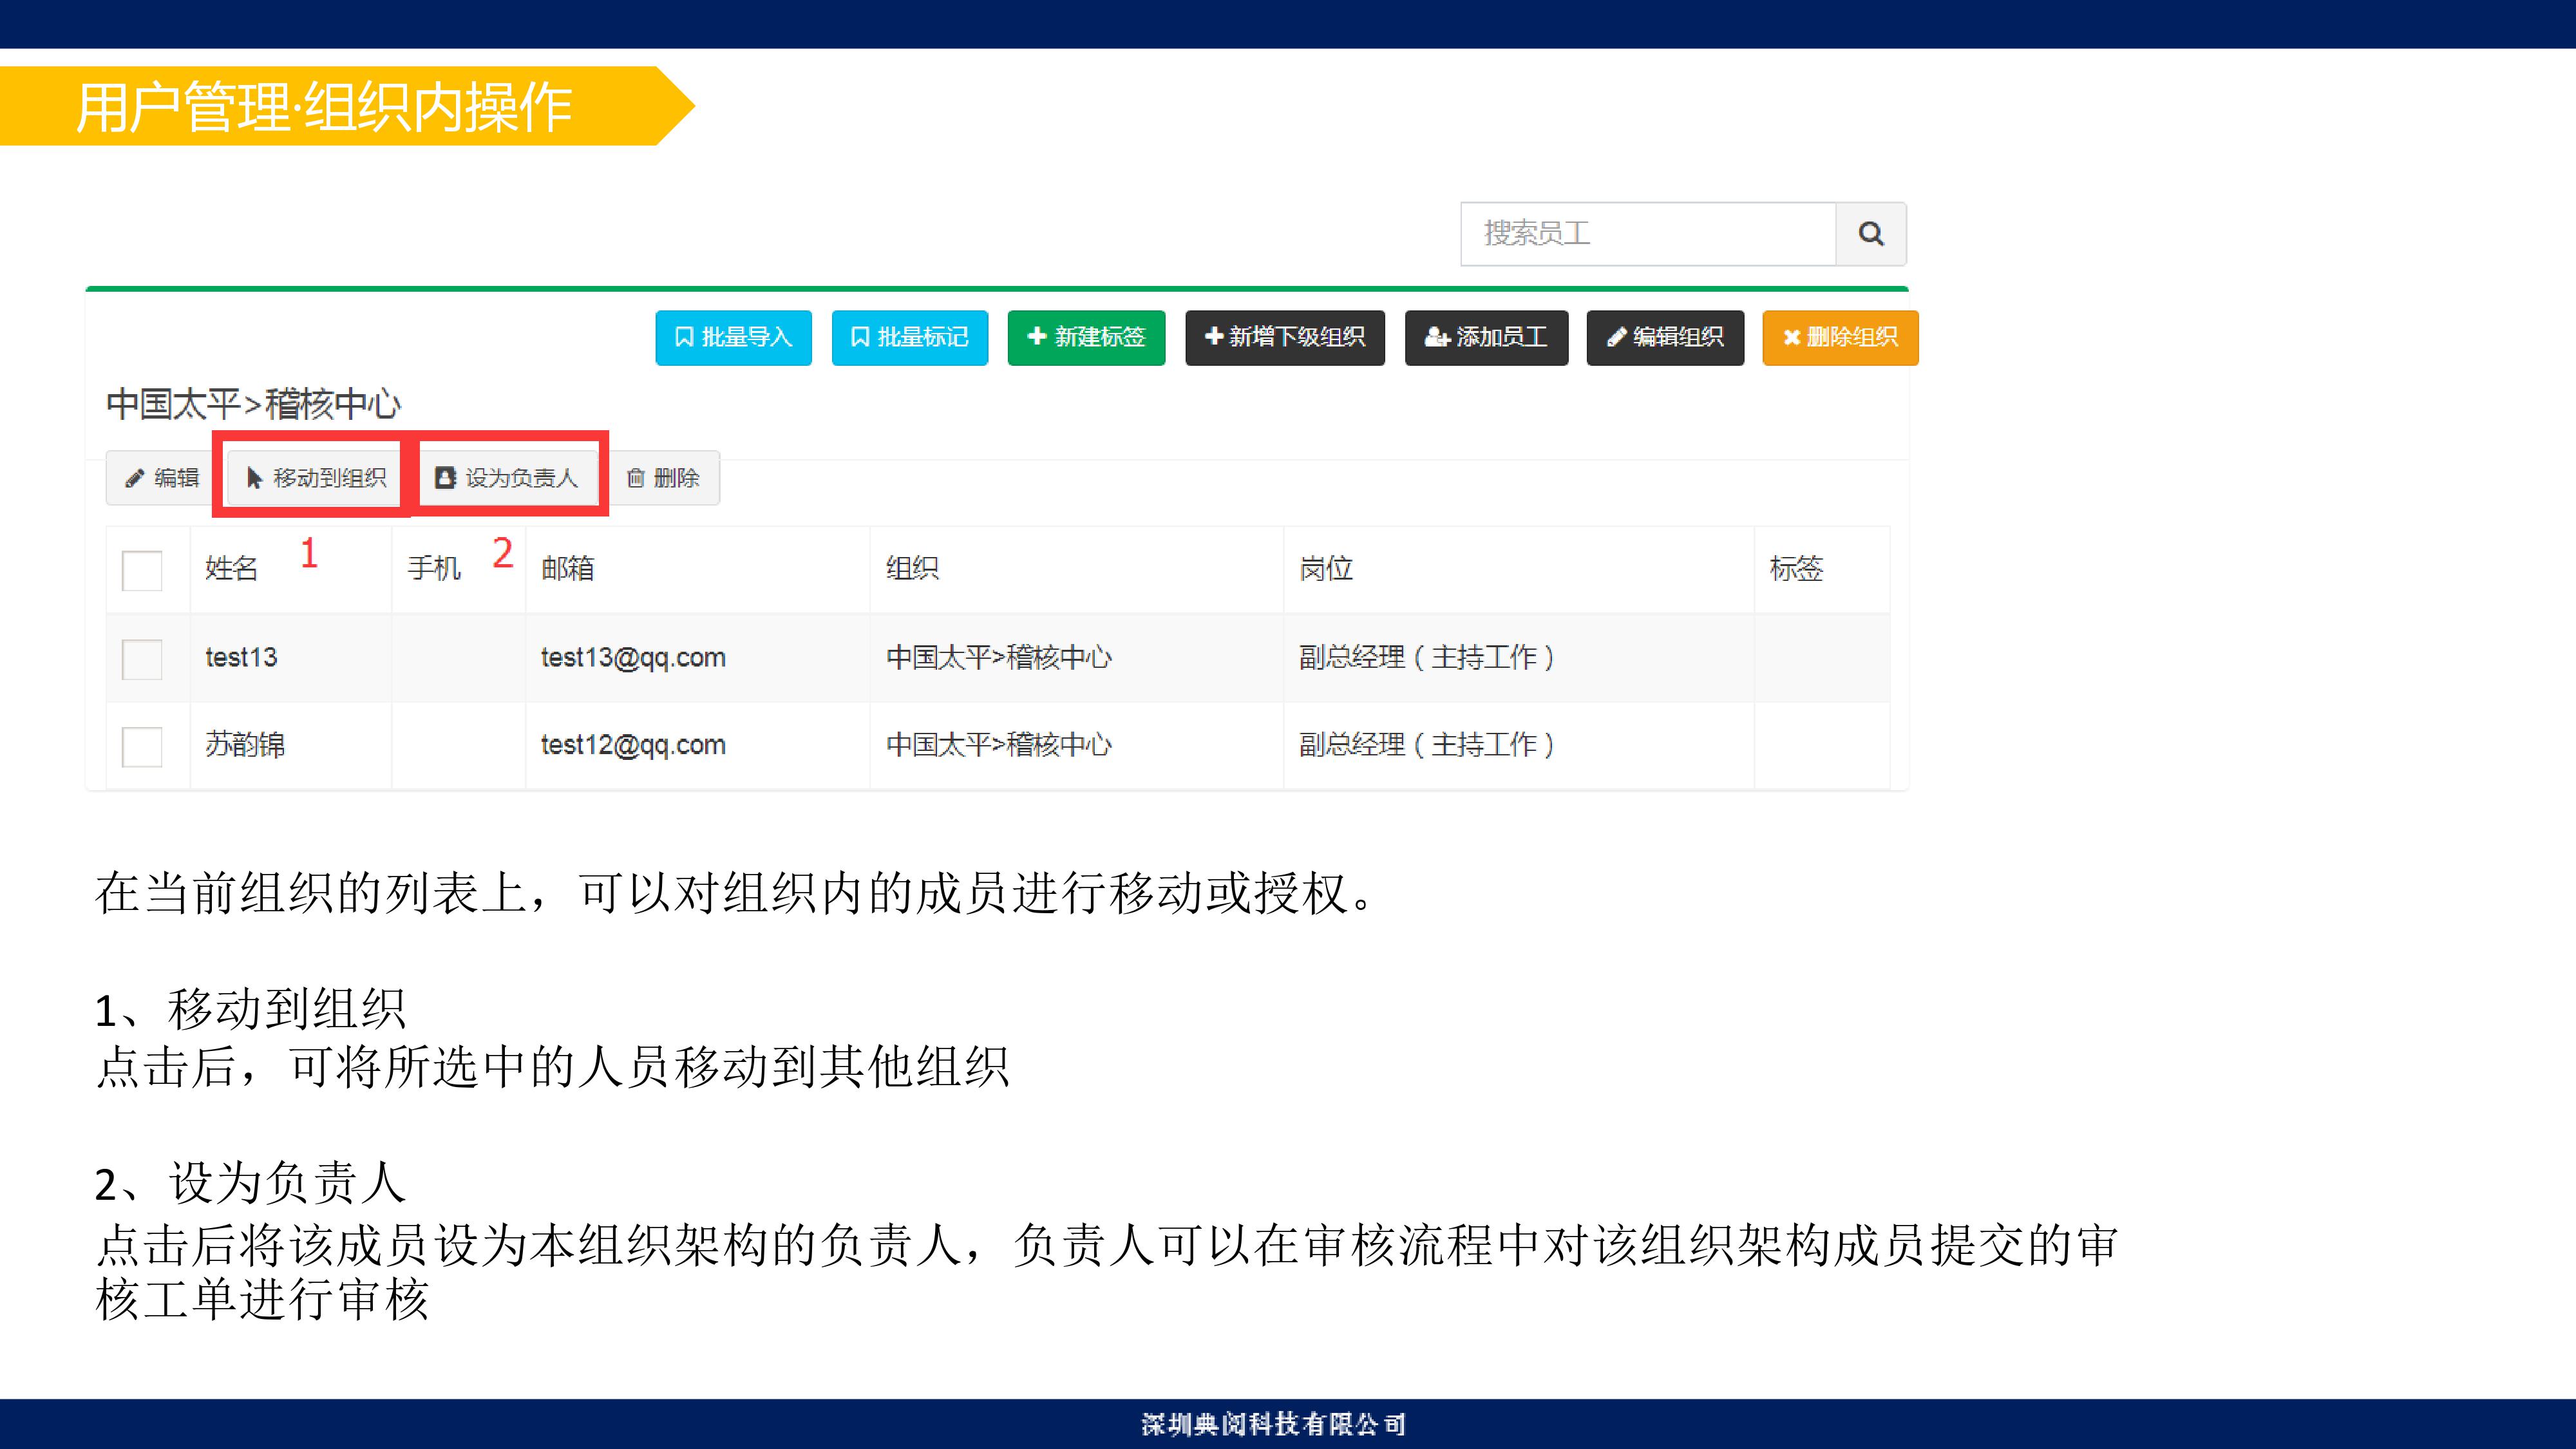 用户管理·组织内操作
搜索员工
批量导入 批量标记 新建标签 新增下级组织 添加员工 编辑组织 删除组织
中国太平>稽核中心
编辑 移动到组织 设为负责人 删除
姓名 1 手机 2 邮箱 组织 岗位 标签
test13 test13@qq.com 中国太平>稽核中心 副总经理（主持工作）
苏韵锦 test12@qq.com 中国太平>稽核中心 副总经理（主持工作）
在当前组织的列表上，可以对组织内的成员进行移动或授权。
1、移动到组织
点击后，可将所选中的人员移动到其他组织
2、设为负责人
点击后将该成员设为本组织架构的负责人，负责人可以在审核流程中对该组织架构成员提交的审
核工单进行审核
深圳典阅科技有限公司